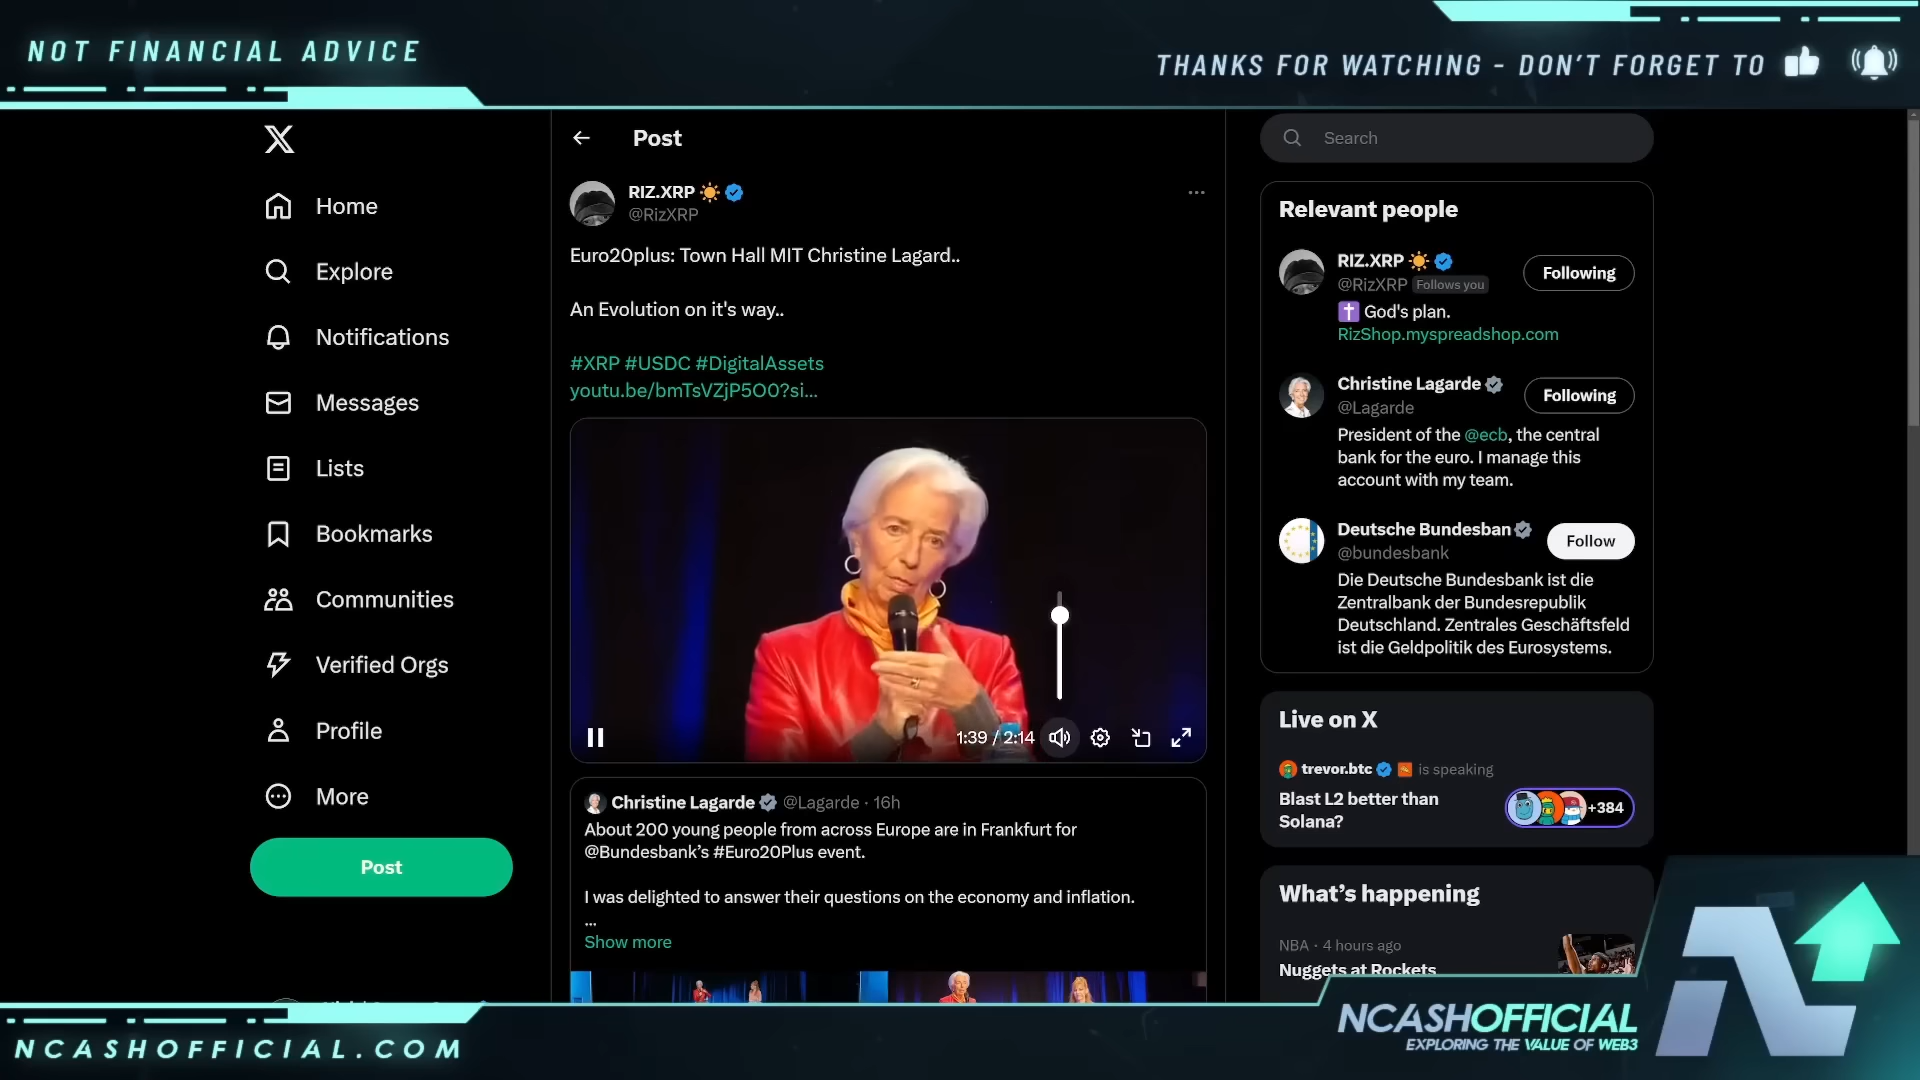 NOT FINANCIAL ADVICE
THANKS FOR WATCHING - DON'T FORGET TO
Home
Explore
Notifications
Messages
Lists
Bookmarks
Communities
Verified Orgs
Profile
More
Post
Post
RIZ.XRP
@RizXRP
Euro20plus: Town Hall MIT Christine Lagard..
An Evolution on it's way..
#XRP #USDC #DigitalAssets
youtu.be/bmTsVZjP5O0?si...
1:39 / 2:14
Christine Lagarde @Lagarde · 16h
About 200 young people from across Europe are in Frankfurt for
@Bundesbank’s #Euro20Plus event.
I was delighted to answer their questions on the economy and inflation.
...
Show more
Search
Relevant people
RIZ.XRP
@RizXRP Follows you
Following
God's plan.
RizShop.myspreadshop.com
Christine Lagarde
@Lagarde
Following
President of the @ecb, the central
bank for the euro. I manage this
account with my team.
Deutsche Bundesban
@bundesbank
Follow
Die Deutsche Bundesbank ist die
Zentralbank der Bundesrepublik
Deutschland. Zentrales Geschäftsfeld
ist die Geldpolitik des Eurosystems.
Live on X
trevor.btc is speaking
Blast L2 better than
Solana?
+384
What’s happening
NBA · 4 hours ago
Nuggets at Rockets
NCASHOFFICIAL.COM
NCASHOFFICIAL
EXPLORING THE VALUE OF WEB3